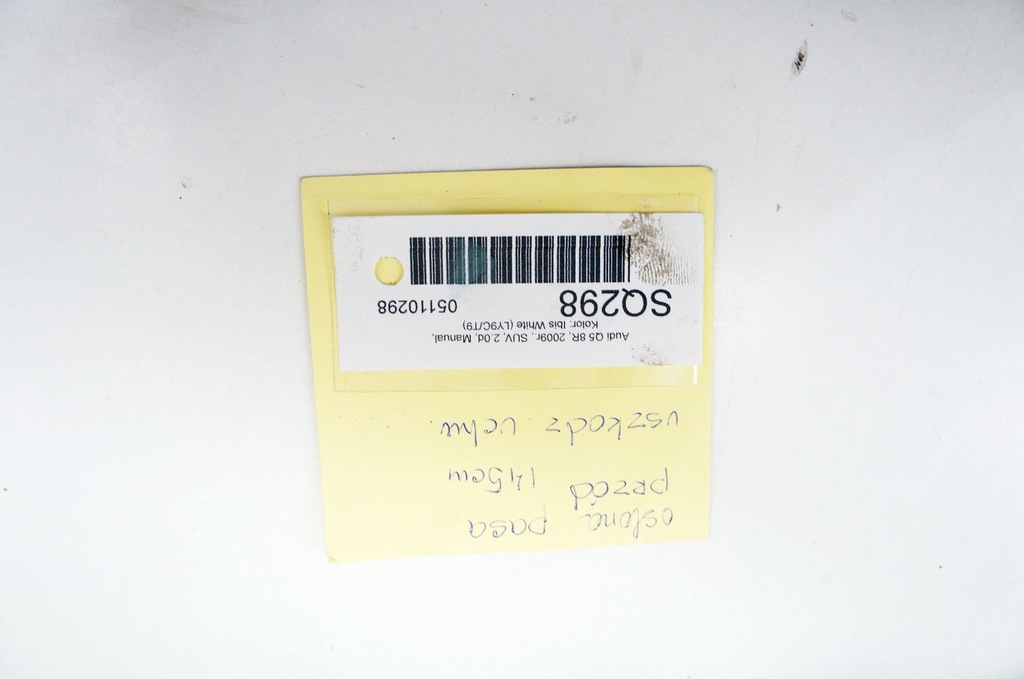 osłona pasa
przód 145cm
uszkodz. ucha
Audi Q5 8R, 2009r., SUV, 2.0d, Manual,
Kolor: Ibis White (LY9C/T9)
SQ298 05110298